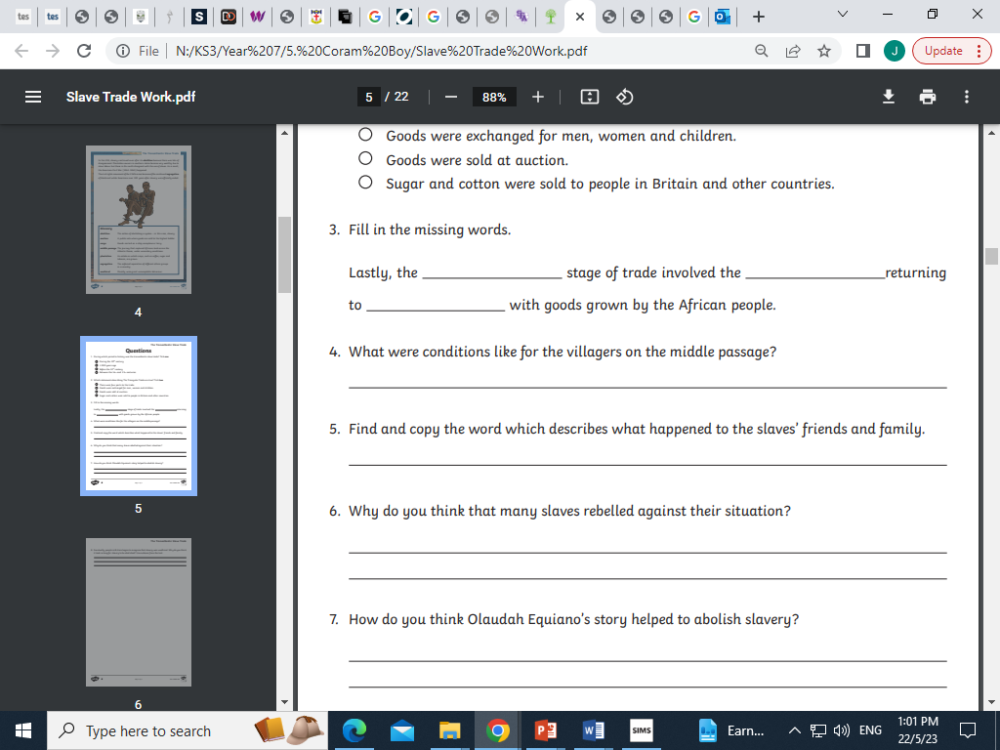 tes
tes
S
DO
W
G
G
G
File
N:/KS3/Year%207/5.%20Coram%20Boy/Slave%20Trade%20Work.pdf
J
Update
Slave Trade Work.pdf
5 / 22
88%
Goods were exchanged for men, women and children.
Goods were sold at auction.
Sugar and cotton were sold to people in Britain and other countries.
3. Fill in the missing words.
Lastly, the ________________ stage of trade involved the ________________returning
to ________________ with goods grown by the African people.
4. What were conditions like for the villagers on the middle passage?
5. Find and copy the word which describes what happened to the slaves' friends and family.
6. Why do you think that many slaves rebelled against their situation?
7. How do you think Olaudah Equiano's story helped to abolish slavery?
4
Questions
5
6
Type here to search
SIMS
Earn...
ENG
1:01 PM
22/5/23